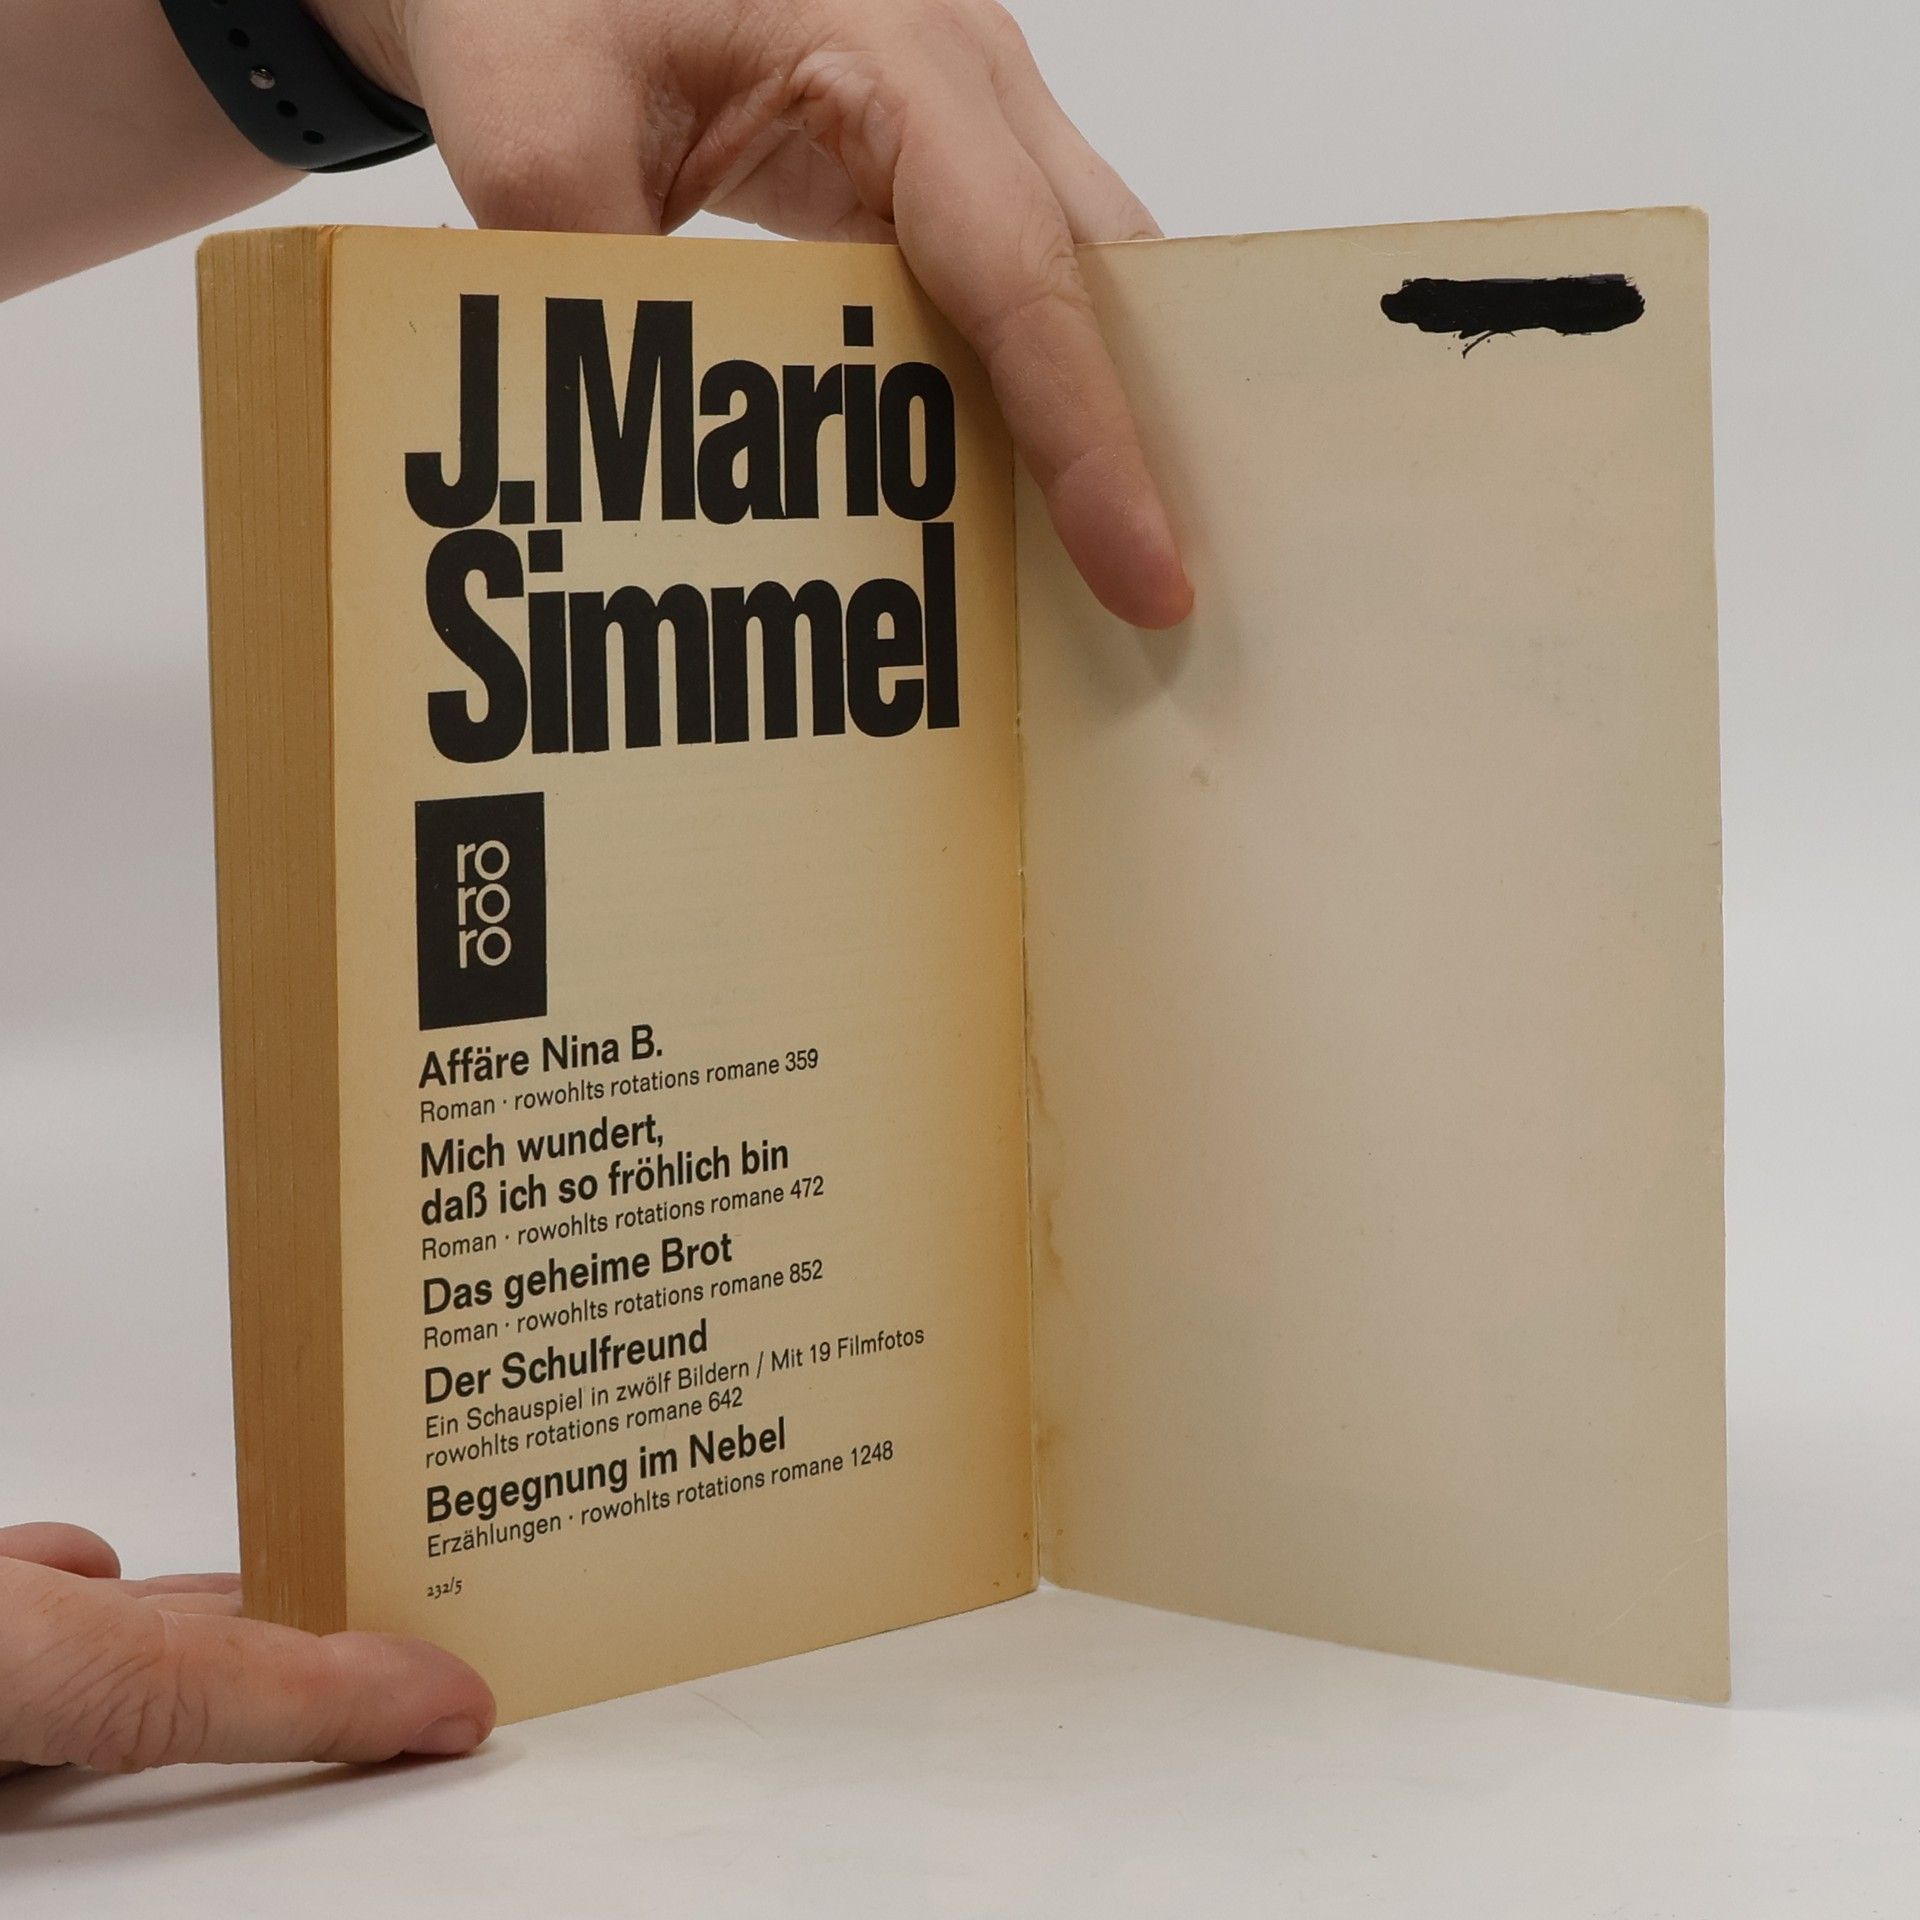 J. Mario
Simmel
ro
ro
ro
Affäre Nina B.
Roman · rowohlts rotations romane 359
Mich wundert,
daß ich so fröhlich bin
Roman · rowohlts rotations romane 472
Das geheime Brot
Roman · rowohlts rotations romane 852
Der Schulfreund
Ein Schauspiel in zwölf Bildern / Mit 19 Filmfotos
rowohlts rotations romane 642
Begegnung im Nebel
Erzählungen · rowohlts rotations romane 1248
232/5